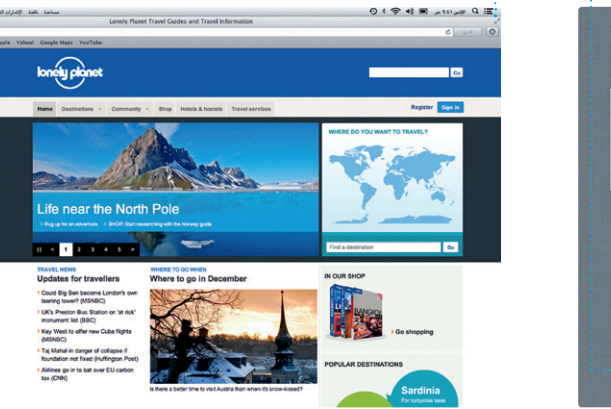 Lonely Planet Travel Guides and Travel Information
Yahoo! Google Maps YouTube
lonely planet
Go
Home Destinations Community Shop Hotels & hostels Travel services
Register Sign in
WHERE DO YOU WANT TO TRAVEL?
Life near the North Pole
Rug up for an adventure SHOP: Start researching with the Norway guide
1 2 3 4 5
Find a destination Go
TRAVEL NEWS
Updates for travellers
Could Big Ben become London's own
leaning tower? (MSNBC)
UK's Preston Bus Station on 'at risk'
monument list (BBC)
Key West to offer new Cuba flights
(MSNBC)
Taj Mahal in danger of collapse if
foundation not fixed (Huffington Post)
Airlines go in to bat over EU carbon
tax (CNN)
WHERE TO GO WHEN
Where to go in December
Is there a better time to visit Austria than when it's snow-kissed?
IN OUR SHOP
BANGKOK
Go shopping
POPULAR DESTINATIONS
Sardinia
For turquoise seas